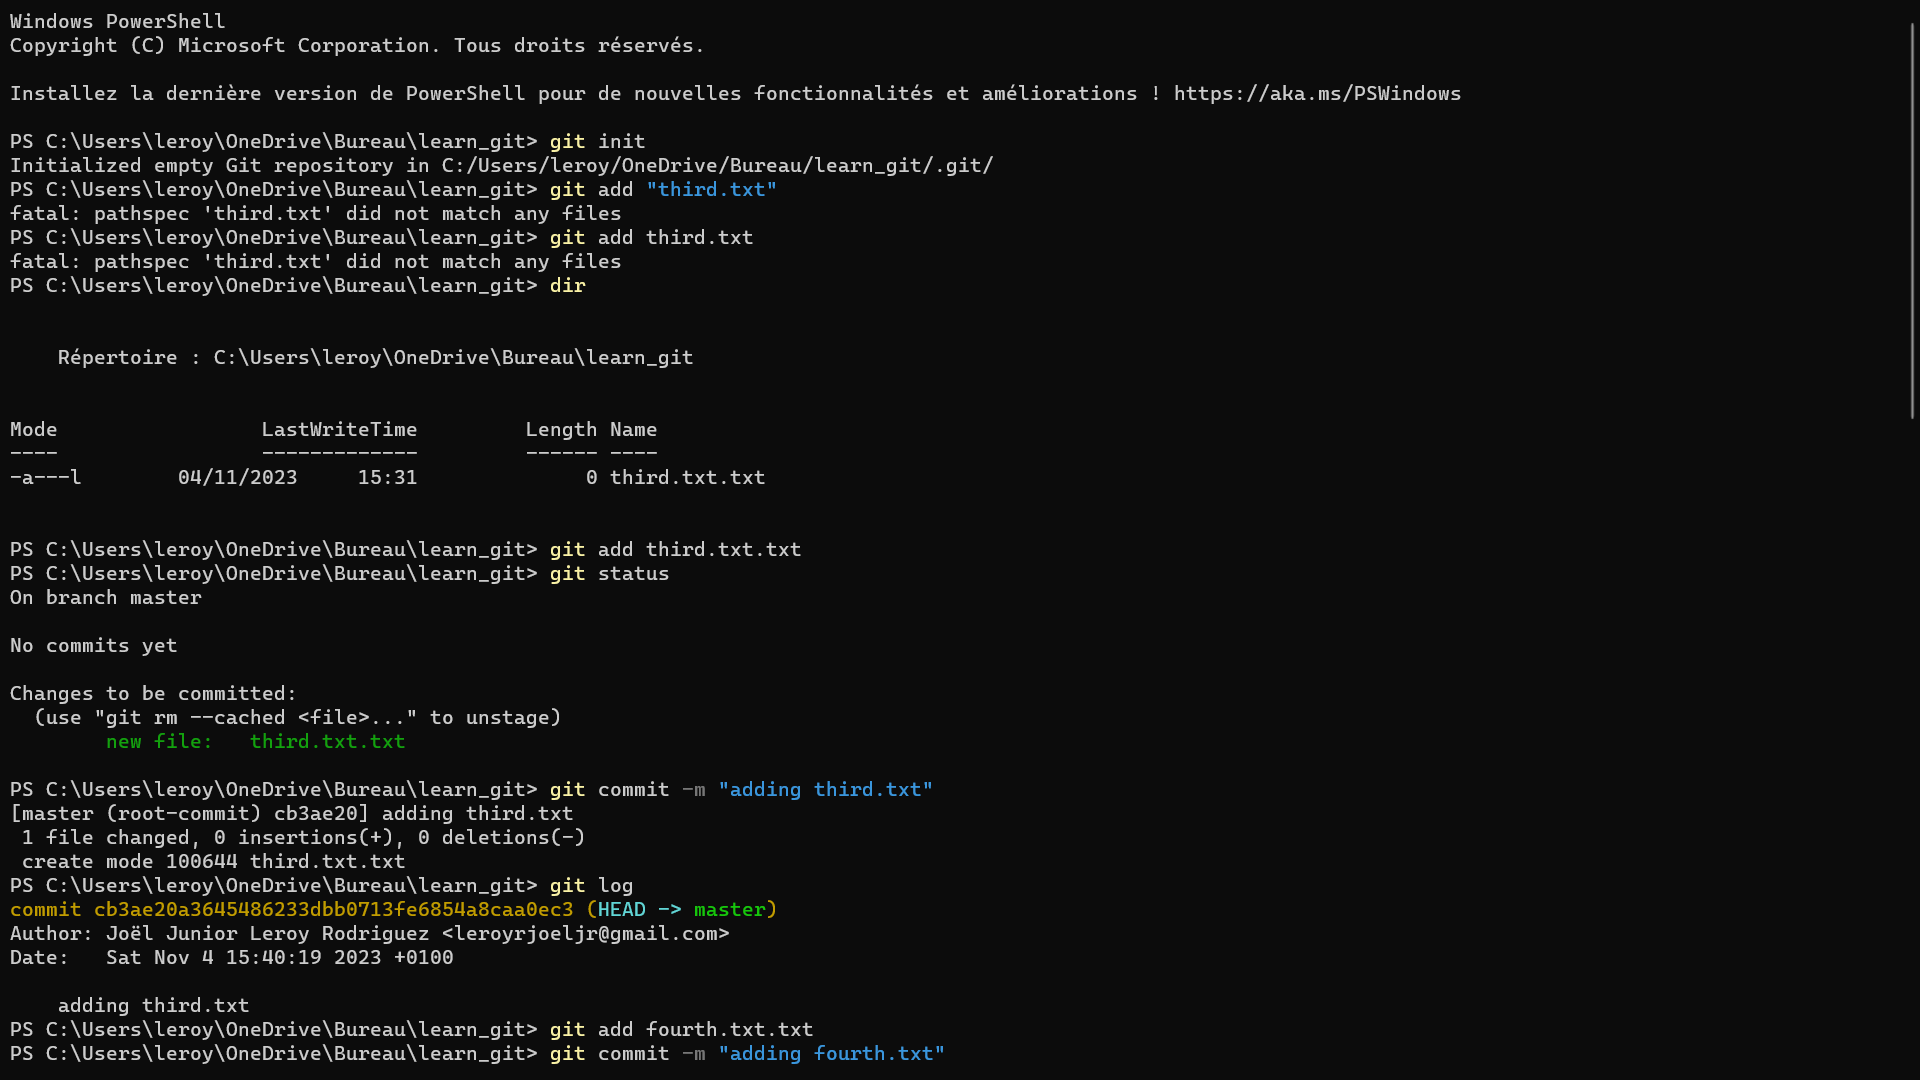 Windows PowerShell
Copyright (C) Microsoft Corporation. Tous droits réservés.
Installez la dernière version de PowerShell pour de nouvelles fonctionnalités et améliorations ! https://aka.ms/PSWindows
PS C:\Users\leroy\OneDrive\Bureau\learn_git> git init
Initialized empty Git repository in C:/Users/leroy/OneDrive/Bureau/learn_git/.git/
PS C:\Users\leroy\OneDrive\Bureau\learn_git> git add "third.txt"
fatal: pathspec 'third.txt' did not match any files
PS C:\Users\leroy\OneDrive\Bureau\learn_git> git add third.txt
fatal: pathspec 'third.txt' did not match any files
PS C:\Users\leroy\OneDrive\Bureau\learn_git> dir
    Répertoire : C:\Users\leroy\OneDrive\Bureau\learn_git
Mode                 LastWriteTime         Length Name
----                 -------------         ------ ----
-a---l        04/11/2023     15:31              0 third.txt.txt
PS C:\Users\leroy\OneDrive\Bureau\learn_git> git add third.txt.txt
PS C:\Users\leroy\OneDrive\Bureau\learn_git> git status
On branch master
No commits yet
Changes to be committed:
  (use "git rm --cached <file>..." to unstage)
        new file:   third.txt.txt
PS C:\Users\leroy\OneDrive\Bureau\learn_git> git commit -m "adding third.txt"
[master (root-commit) cb3ae20] adding third.txt
 1 file changed, 0 insertions(+), 0 deletions(-)
 create mode 100644 third.txt.txt
PS C:\Users\leroy\OneDrive\Bureau\learn_git> git log
commit cb3ae20a3645486233dbb0713fe6854a8caa0ec3 (HEAD -> master)
Author: Joël Junior Leroy Rodriguez <leroyrjoeljr@gmail.com>
Date:   Sat Nov 4 15:40:19 2023 +0100
    adding third.txt
PS C:\Users\leroy\OneDrive\Bureau\learn_git> git add fourth.txt.txt
PS C:\Users\leroy\OneDrive\Bureau\learn_git> git commit -m "adding fourth.txt"